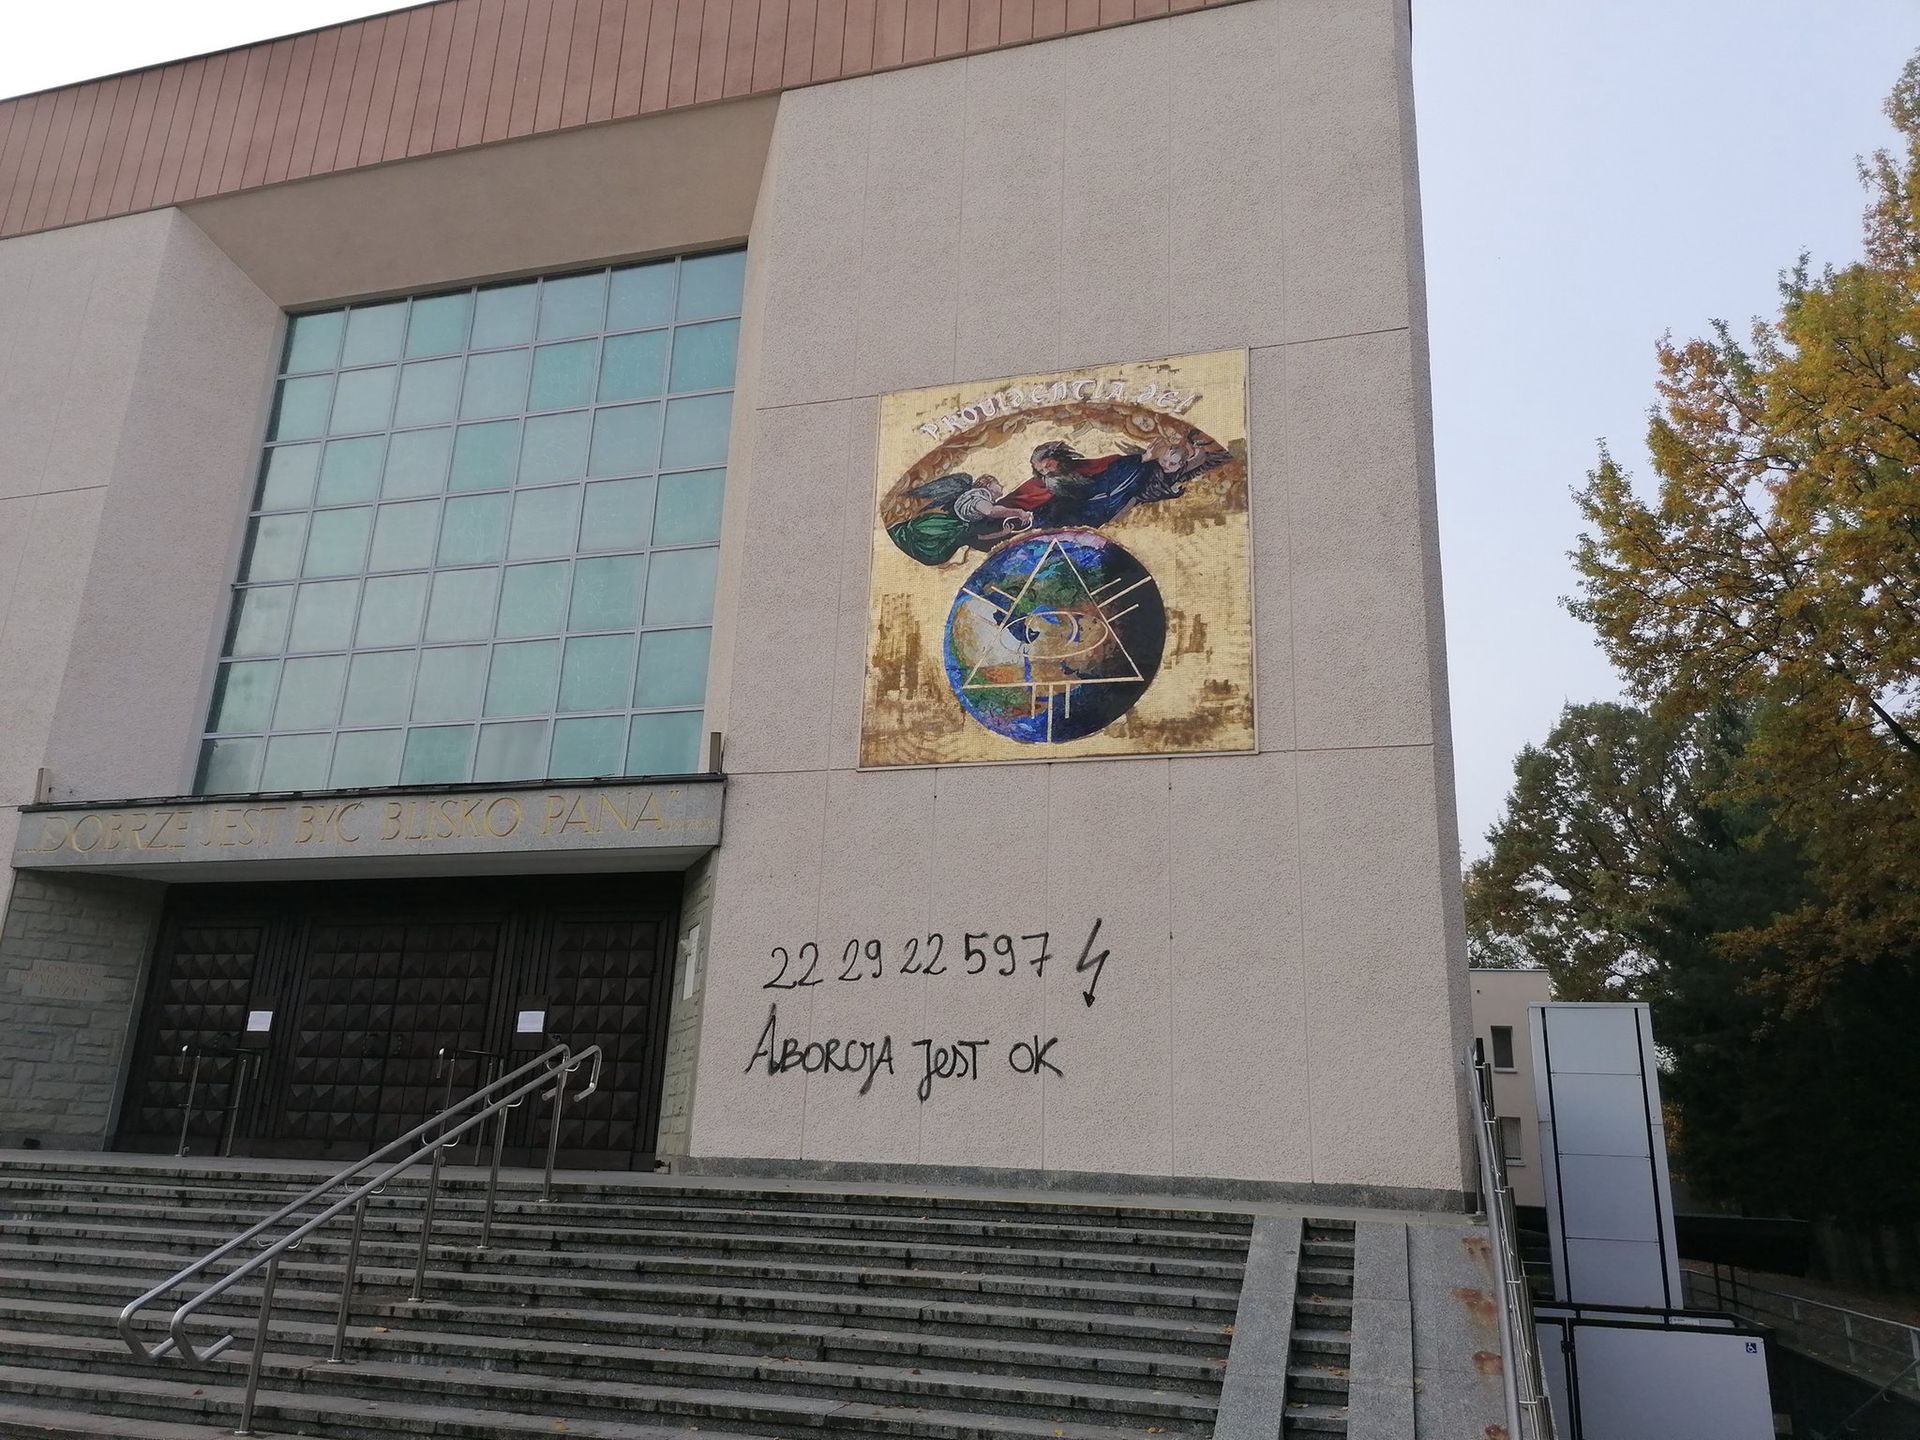 PROVIDENTIA DEI
„DOBRZE JEST BYĆ BLISKO PANA”
22 29 22 597
ABORCJA JEST OK